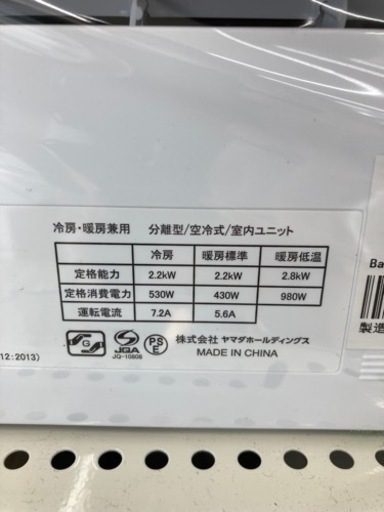 冷房・暖房兼用 分離型/空冷式/室内ユニット
冷房 暖房標準 暖房低温
定格能力 2.2kW 2.2kW 2.8kW
定格消費電力 530W 430W 980W
運転電流 7.2A 5.6A
G JQA PS E 株式会社 ヤマダホールディングス
JQ-1060B MADE IN CHINA
12:2013)
Ba
製造